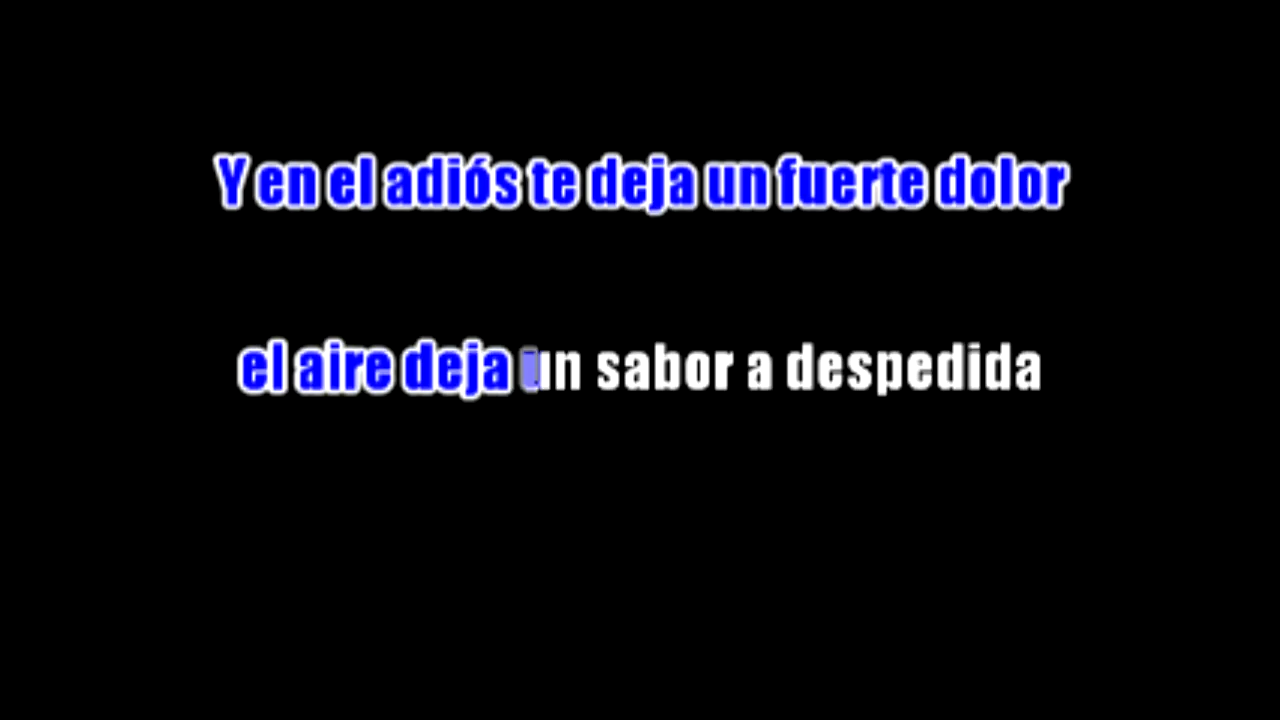 Y en el adiós te deja un fuerte dolor
el aire deja un sabor a despedida